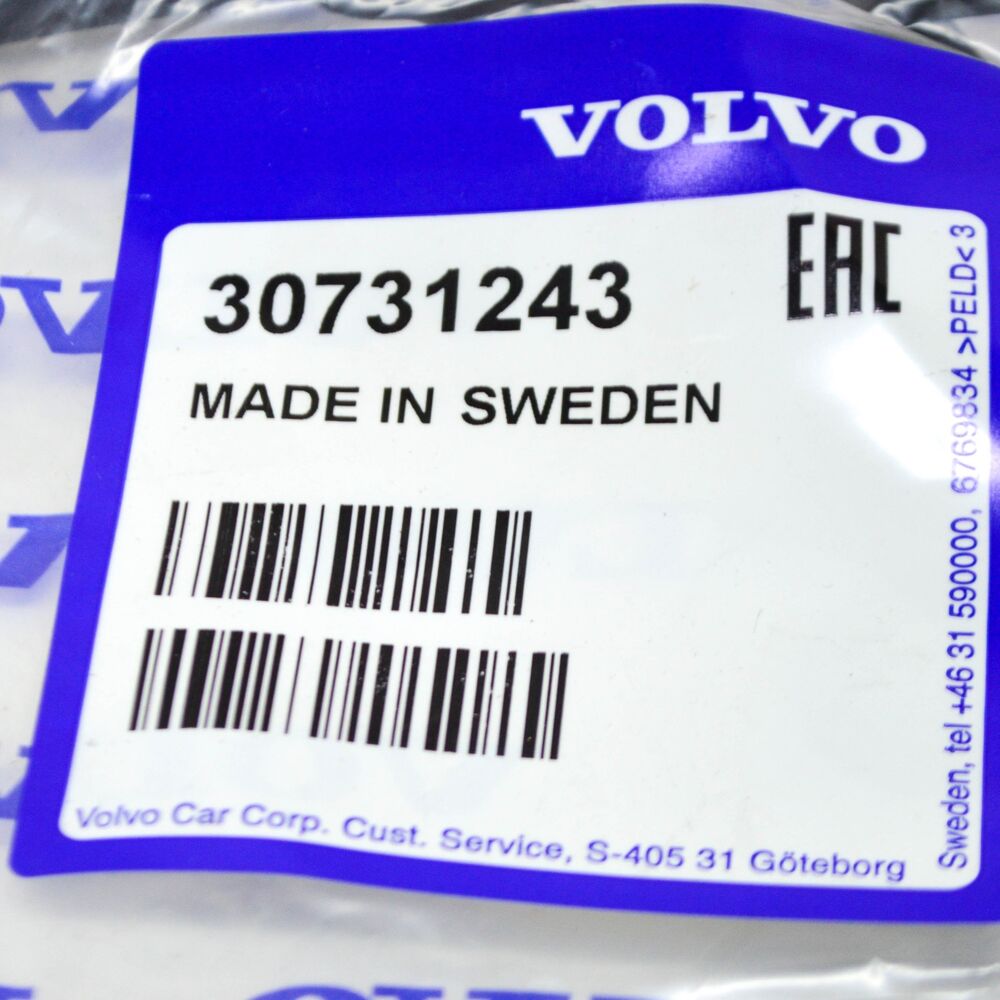 VOLVO
EAC
30731243
MADE IN SWEDEN
Volvo Car Corp. Cust. Service, S-405 31 Göteborg
Sweden, tel +46 31 590000, 6769834 >PELD< 3